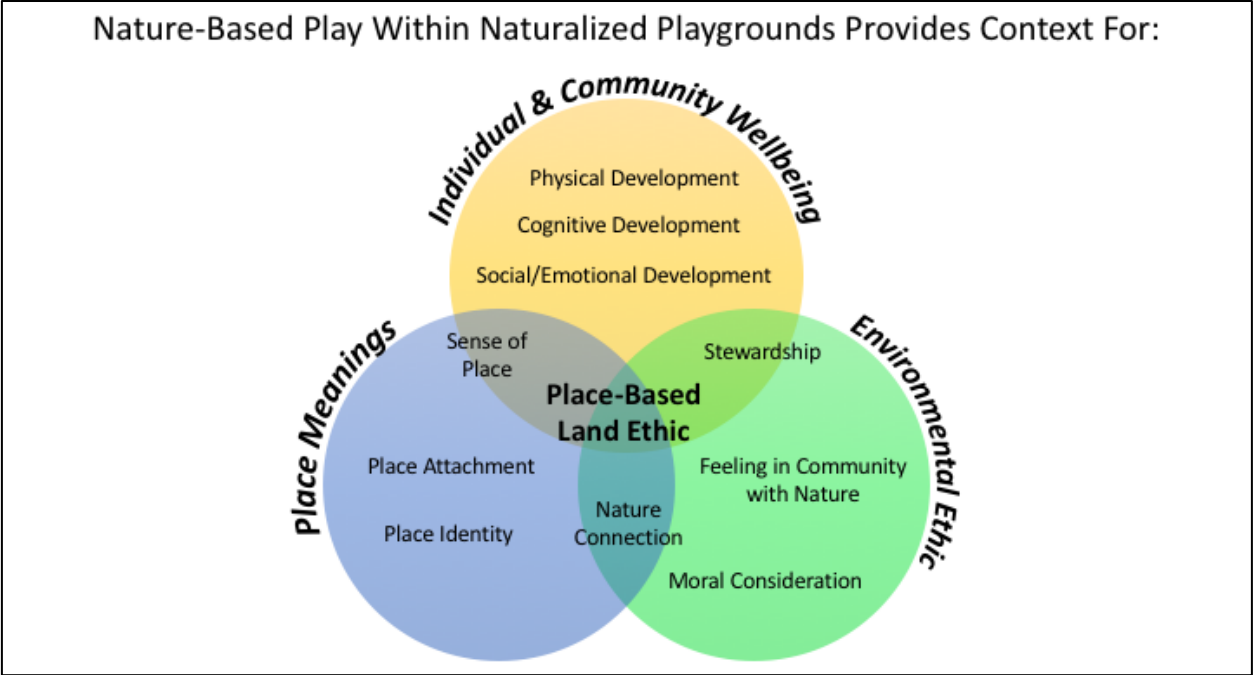 Nature-Based Play Within Naturalized Playgrounds Provides Context For:
Individual & Community Wellbeing
Physical Development
Cognitive Development
Social/Emotional Development
Place Meanings
Environmental Ethic
Sense of
Place
Stewardship
Place-Based
Land Ethic
Place Attachment
Place Identity
Nature
Connection
Feeling in Community
with Nature
Moral Consideration